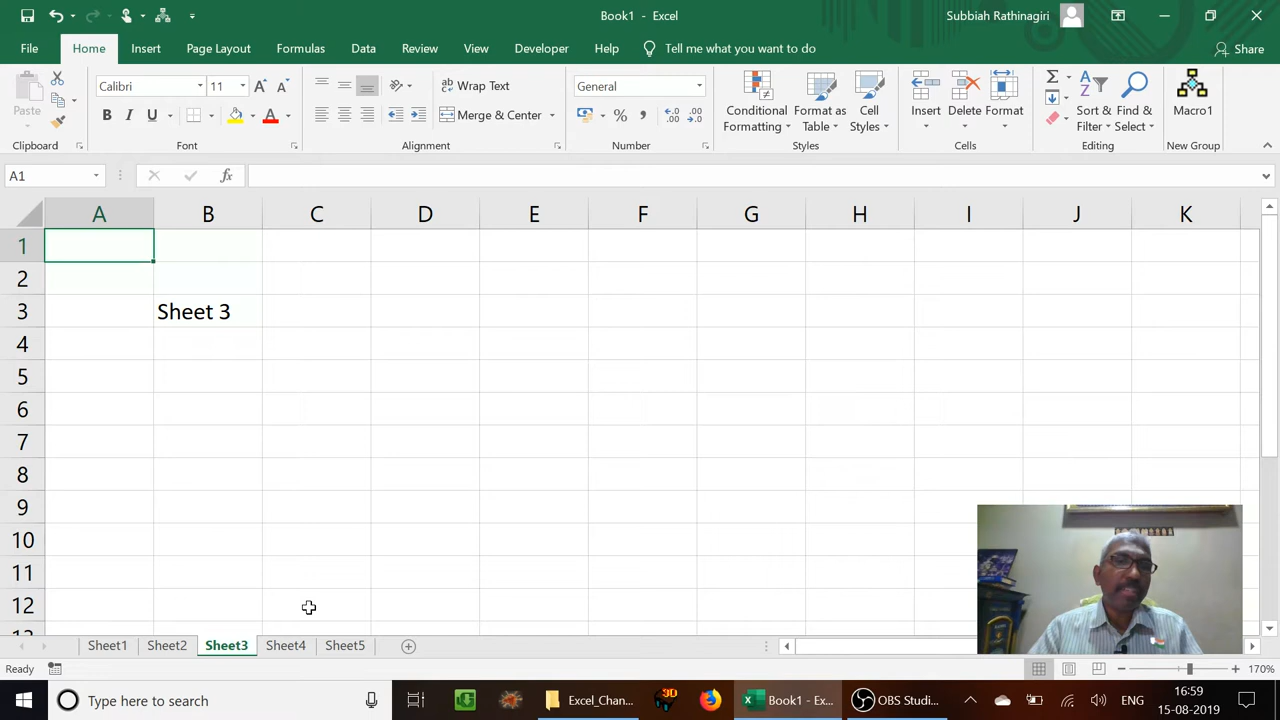 Book1 - Excel
Subbiah Rathinagiri
File Home Insert Page Layout Formulas Data Review View Developer Help Tell me what you want to do Share
Paste
Clipboard
Calibri 11
B I U
Font
Wrap Text
Merge & Center
Alignment
General
Number
Conditional Formatting
Format as Table
Cell Styles
Styles
Insert Delete Format
Cells
Sort & Filter
Find & Select
Editing
Macro1
New Group
A1 fx
A B C D E F G H I J K
1
2
3 Sheet 3
4
5
6
7
8
9
10
11
12
13
Sheet1 Sheet2 Sheet3 Sheet4 Sheet5
Ready 170%
Type here to search
Excel_Chan...
3D
Book1 - Exc...
OBS Studi...
ENG
16:59
15-08-2019